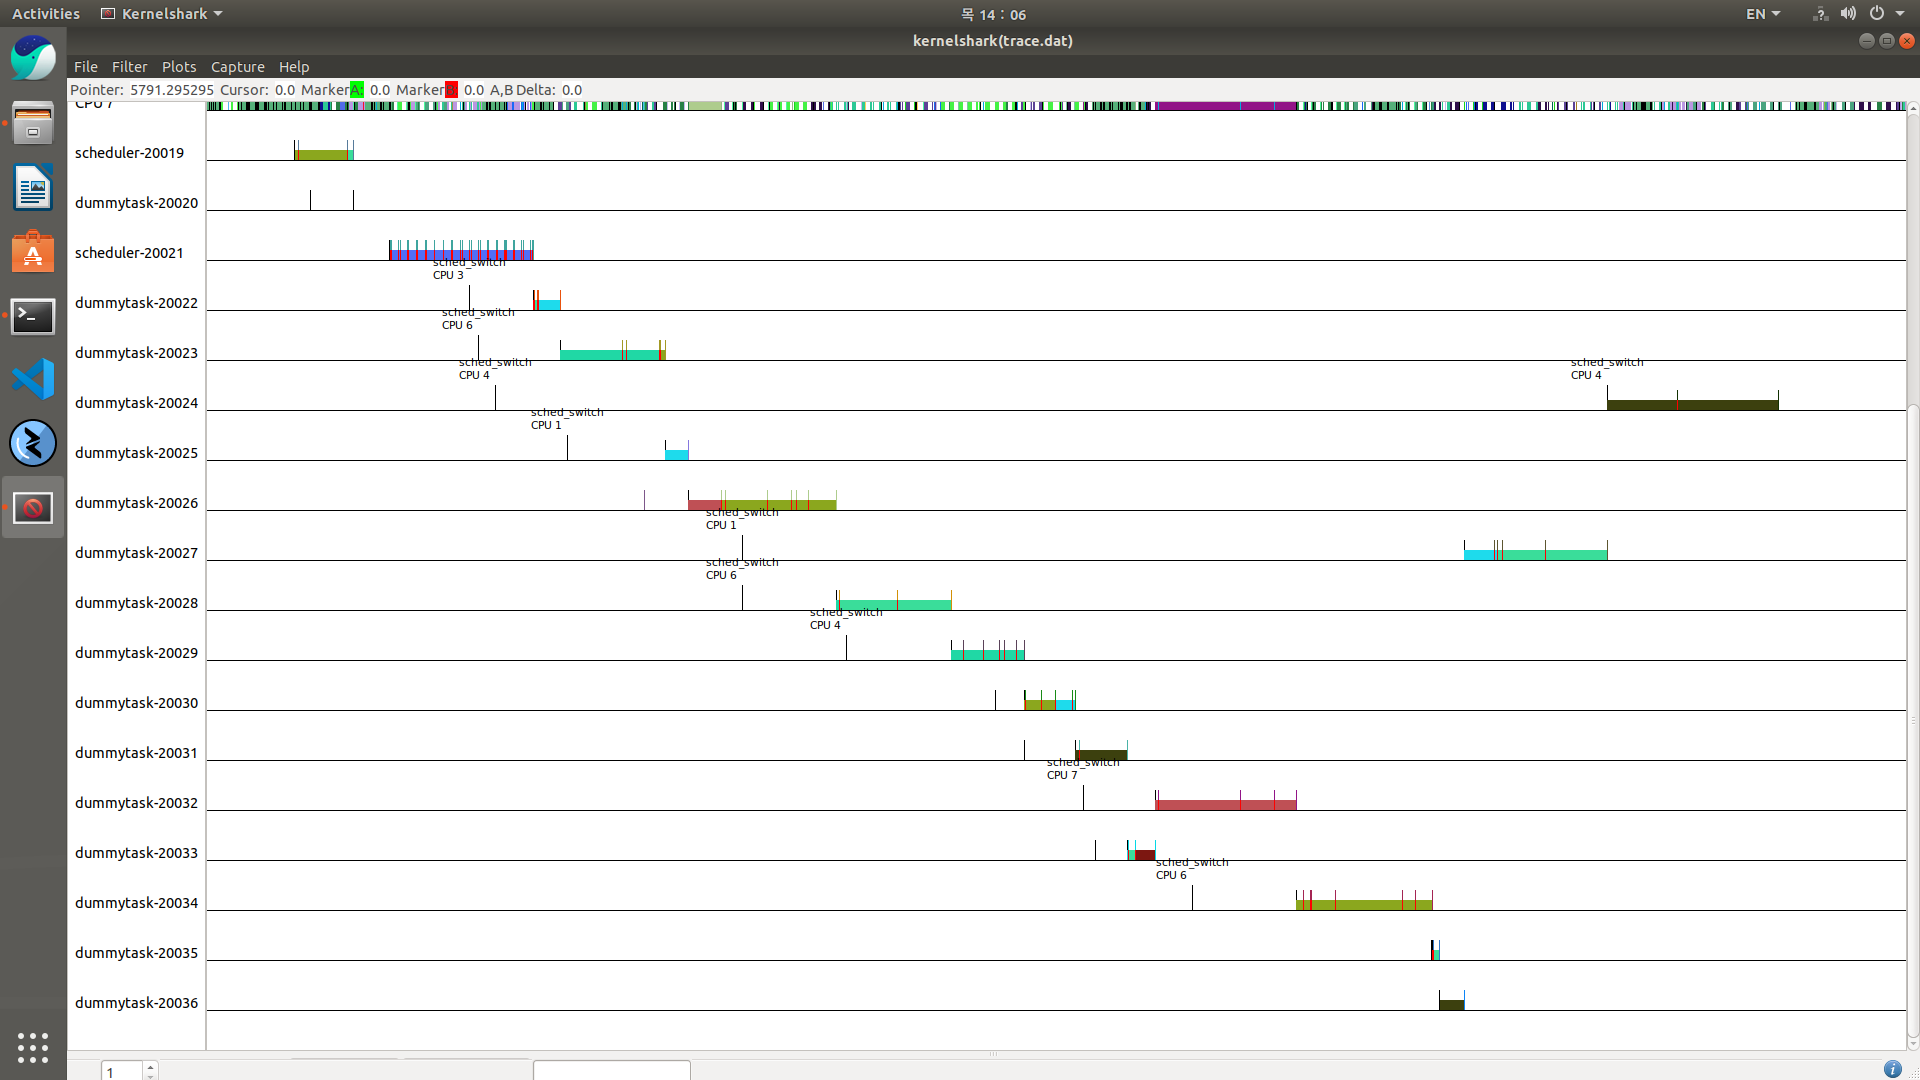 Activities Kernelshark 목 14 : 06 EN
kernelshark(trace.dat)
File Filter Plots Capture Help
Pointer: 5791.295295 Cursor: 0.0 Marker A: 0.0 Marker B: 0.0 A,B Delta: 0.0
CPU 7
scheduler-20019
dummytask-20020
scheduler-20021
sched_switch
CPU 3
dummytask-20022
sched_switch
CPU 6
dummytask-20023
sched_switch
CPU 4
sched_switch
CPU 4
dummytask-20024
sched_switch
CPU 1
dummytask-20025
dummytask-20026
sched_switch
CPU 1
dummytask-20027
sched_switch
CPU 6
dummytask-20028
sched_switch
CPU 4
dummytask-20029
dummytask-20030
dummytask-20031
sched_switch
CPU 7
dummytask-20032
dummytask-20033
sched_switch
CPU 6
dummytask-20034
dummytask-20035
dummytask-20036
1